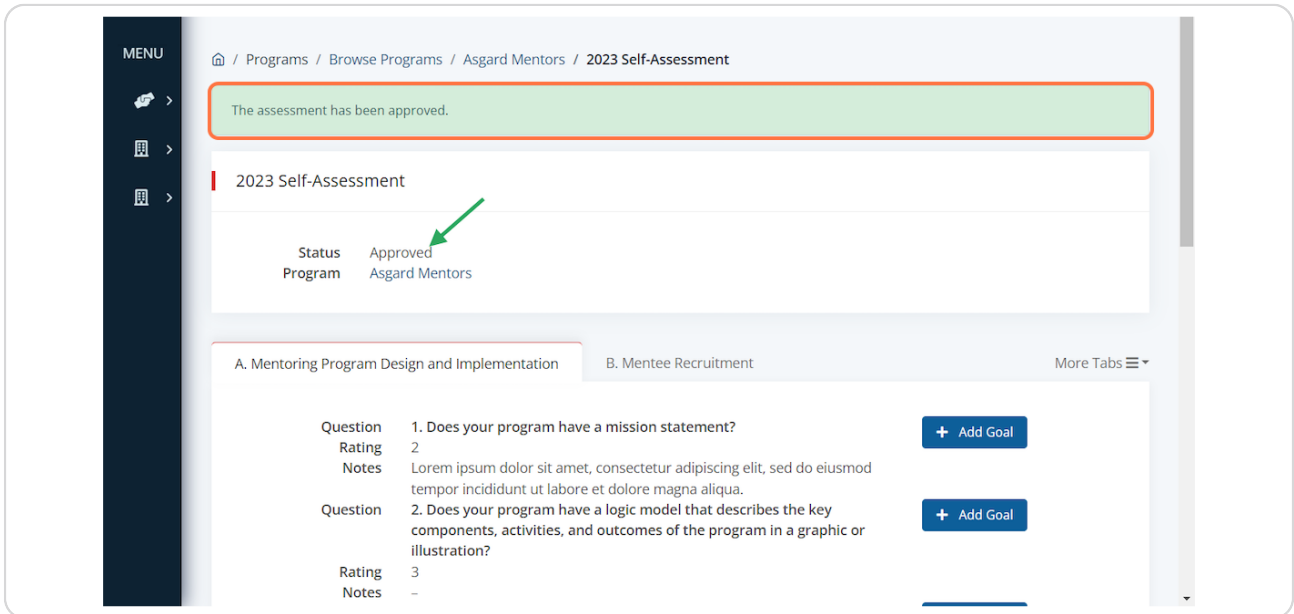 MENU
/ Programs / Browse Programs / Asgard Mentors / 2023 Self-Assessment
The assessment has been approved.
2023 Self-Assessment
Status Approved
Program Asgard Mentors
A. Mentoring Program Design and Implementation B. Mentee Recruitment More Tabs
Question 1. Does your program have a mission statement? + Add Goal
Rating 2
Notes Lorem ipsum dolor sit amet, consectetur adipiscing elit, sed do eiusmod
tempor incididunt ut labore et dolore magna aliqua.
Question 2. Does your program have a logic model that describes the key + Add Goal
components, activities, and outcomes of the program in a graphic or
illustration?
Rating 3
Notes –